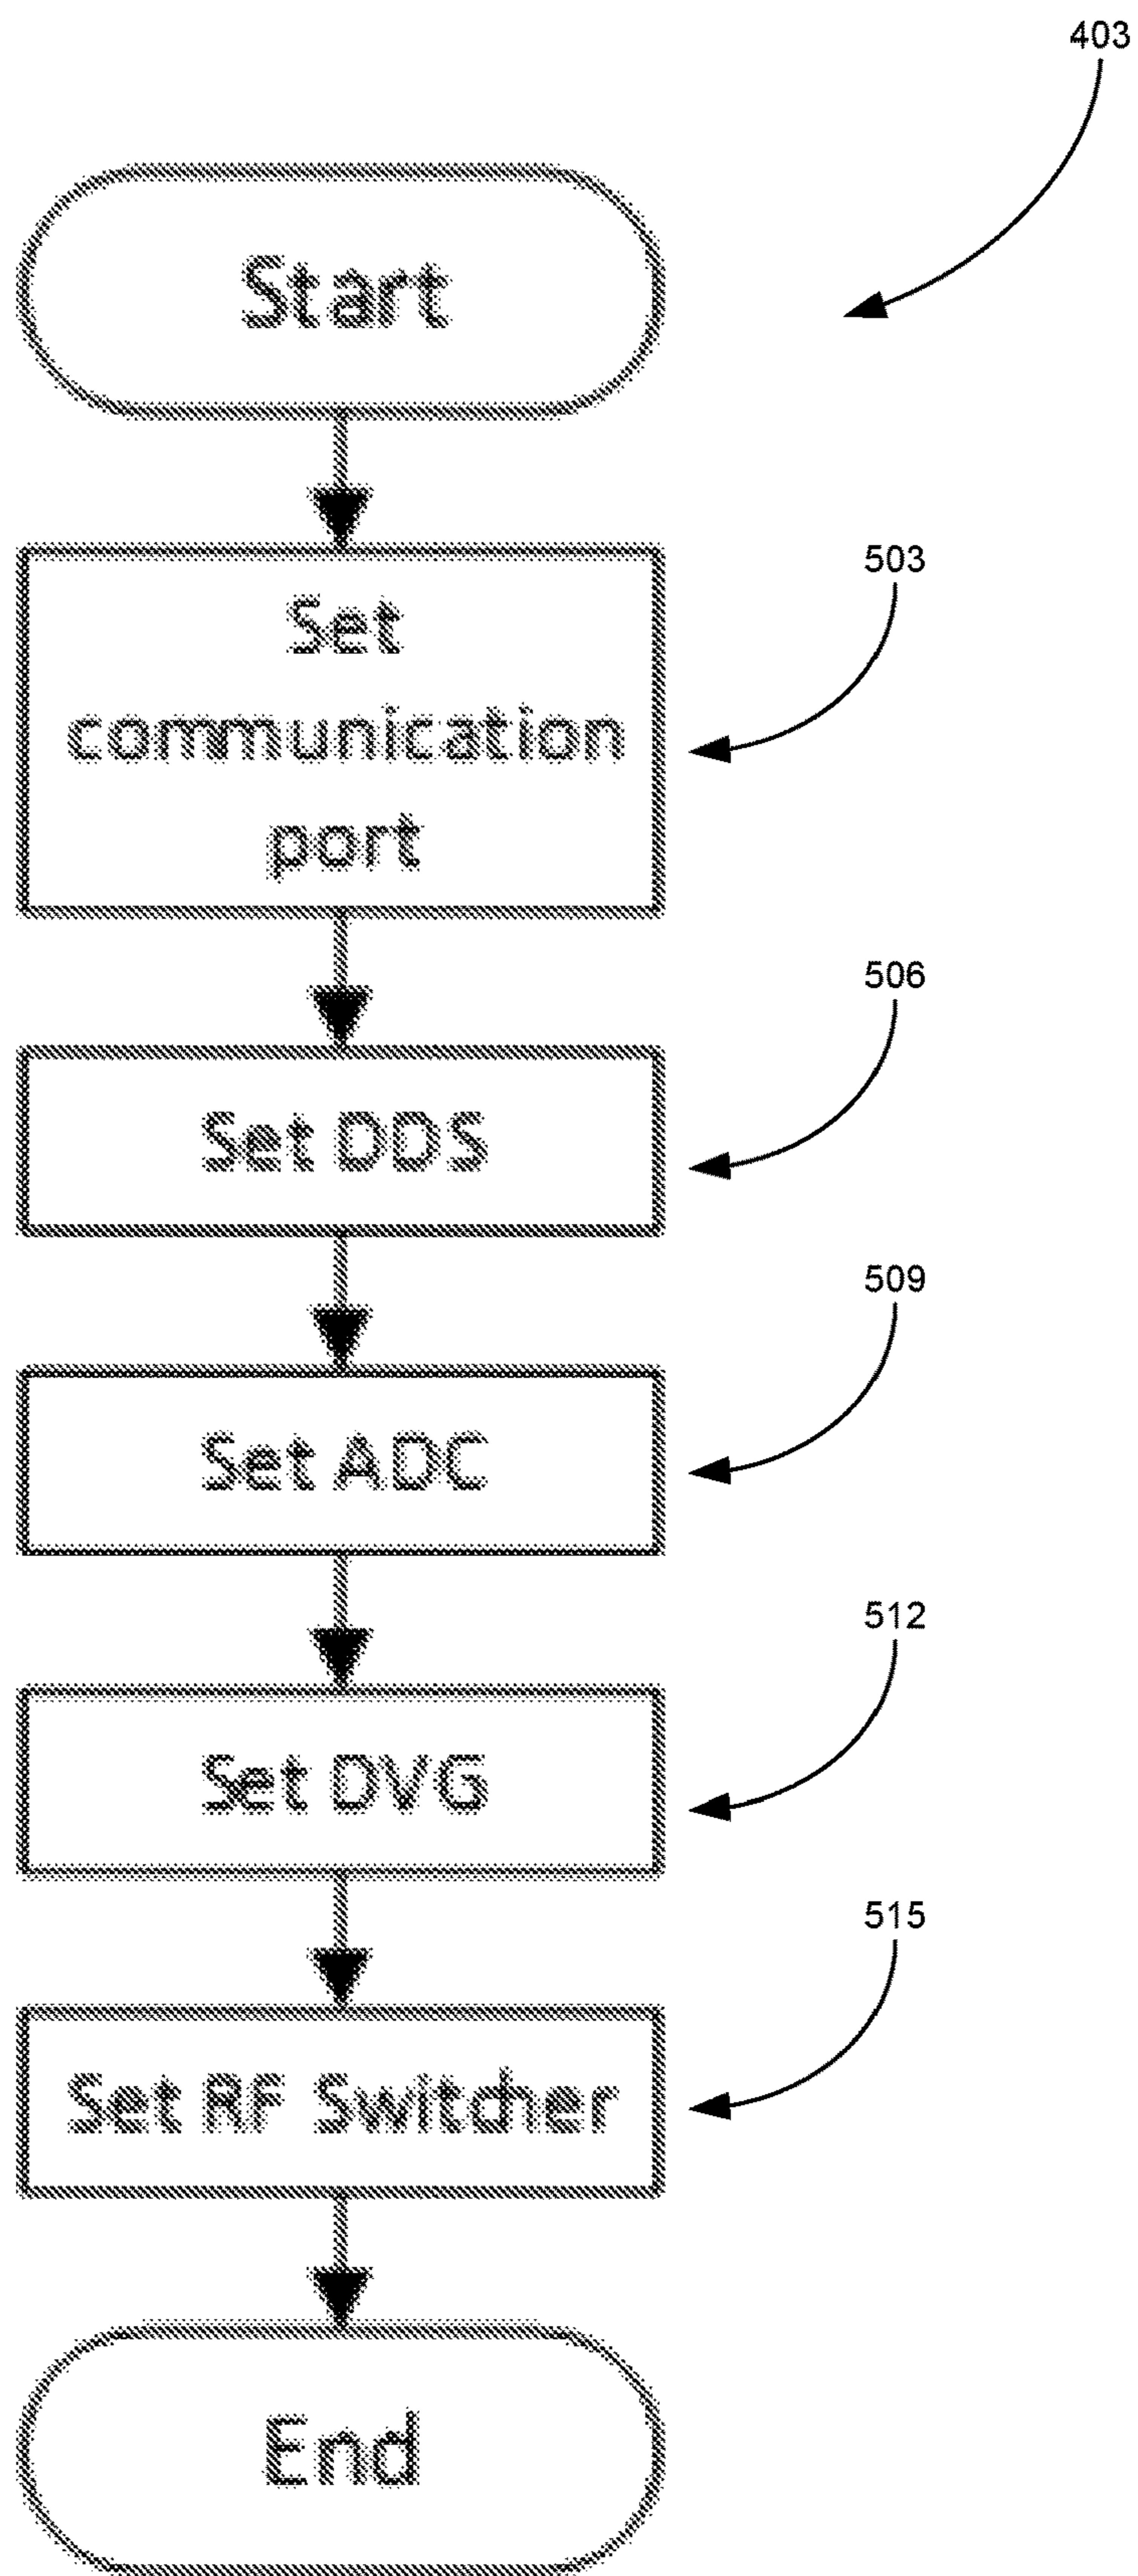 403
Start
Set
communication
port
503
Set DDS
506
Set ADC
509
Set DVG
512
Set RF Switcher
515
End